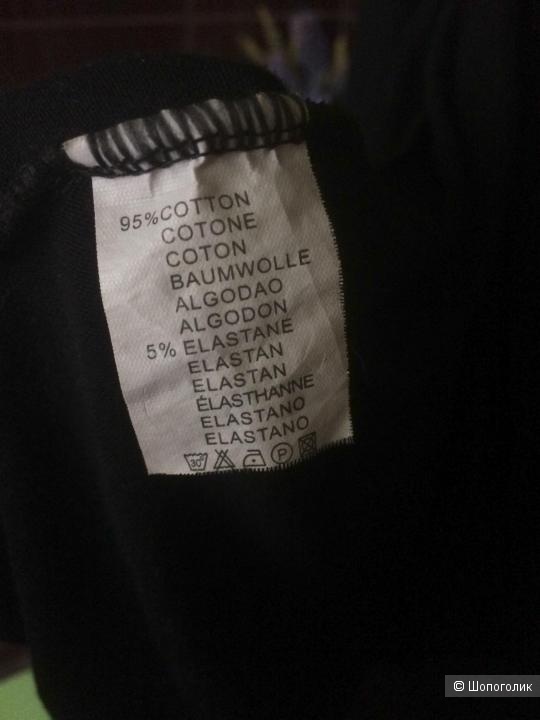 95%COTTON
COTONE
COTON
BAUMWOLLE
ALGODAO
ALGODON
5% ELASTANE
ELASTAN
ELASTAN
ÉLASTHANNE
ELASTANO
ELASTANO
30°
P
© Шопоголик